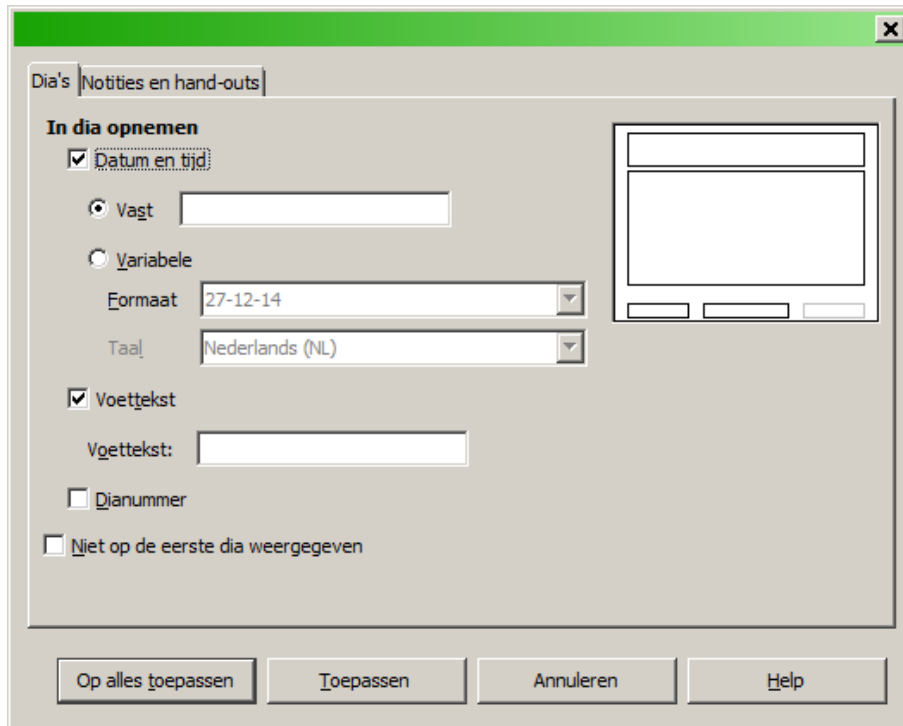 Dia's Notities en hand-outs
In dia opnemen
Datum en tijd
Vast
Variabele
Formaat 27-12-14
Taal Nederlands (NL)
Voettekst
Voettekst:
Dianummer
Niet op de eerste dia weergegeven
Op alles toepassen Toepassen Annuleren Help